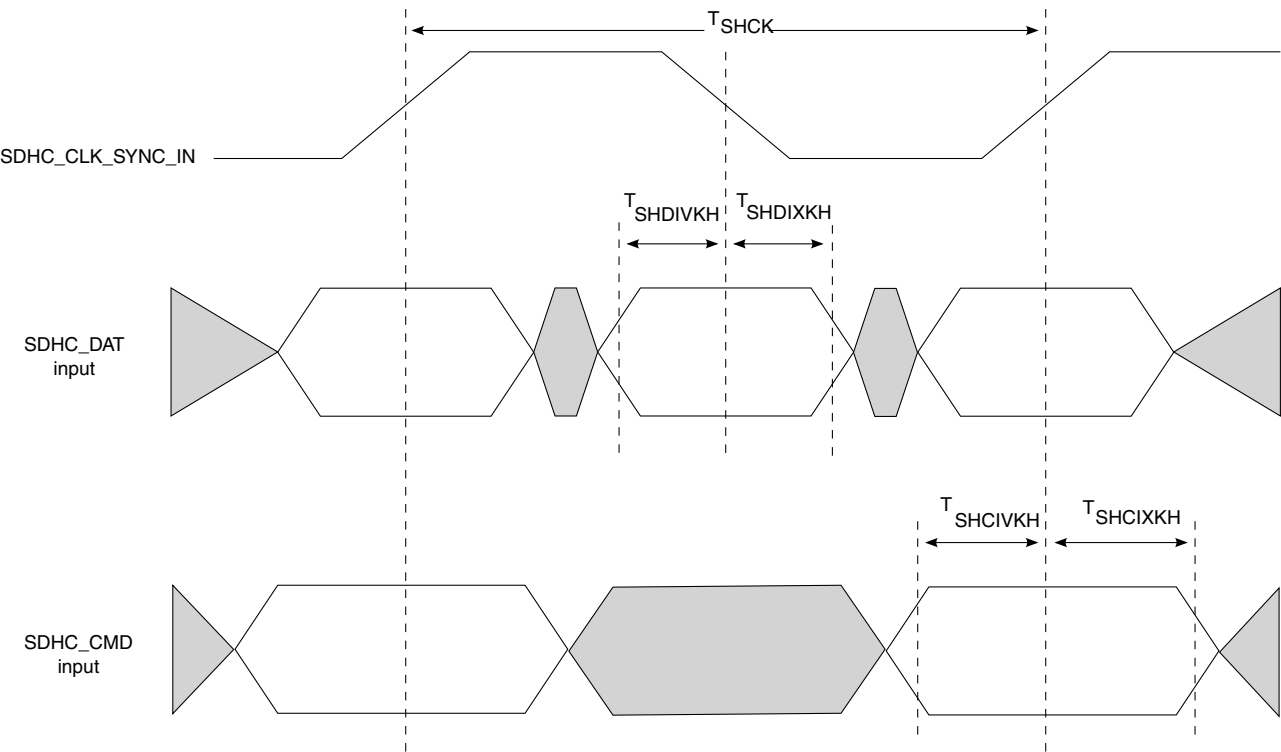 TSHCK
SDHC_CLK_SYNC_IN
TSHDIVKH
TSHDIXKH
SDHC_DAT
input
TSHCIVKH
TSHCIXKH
SDHC_CMD
input